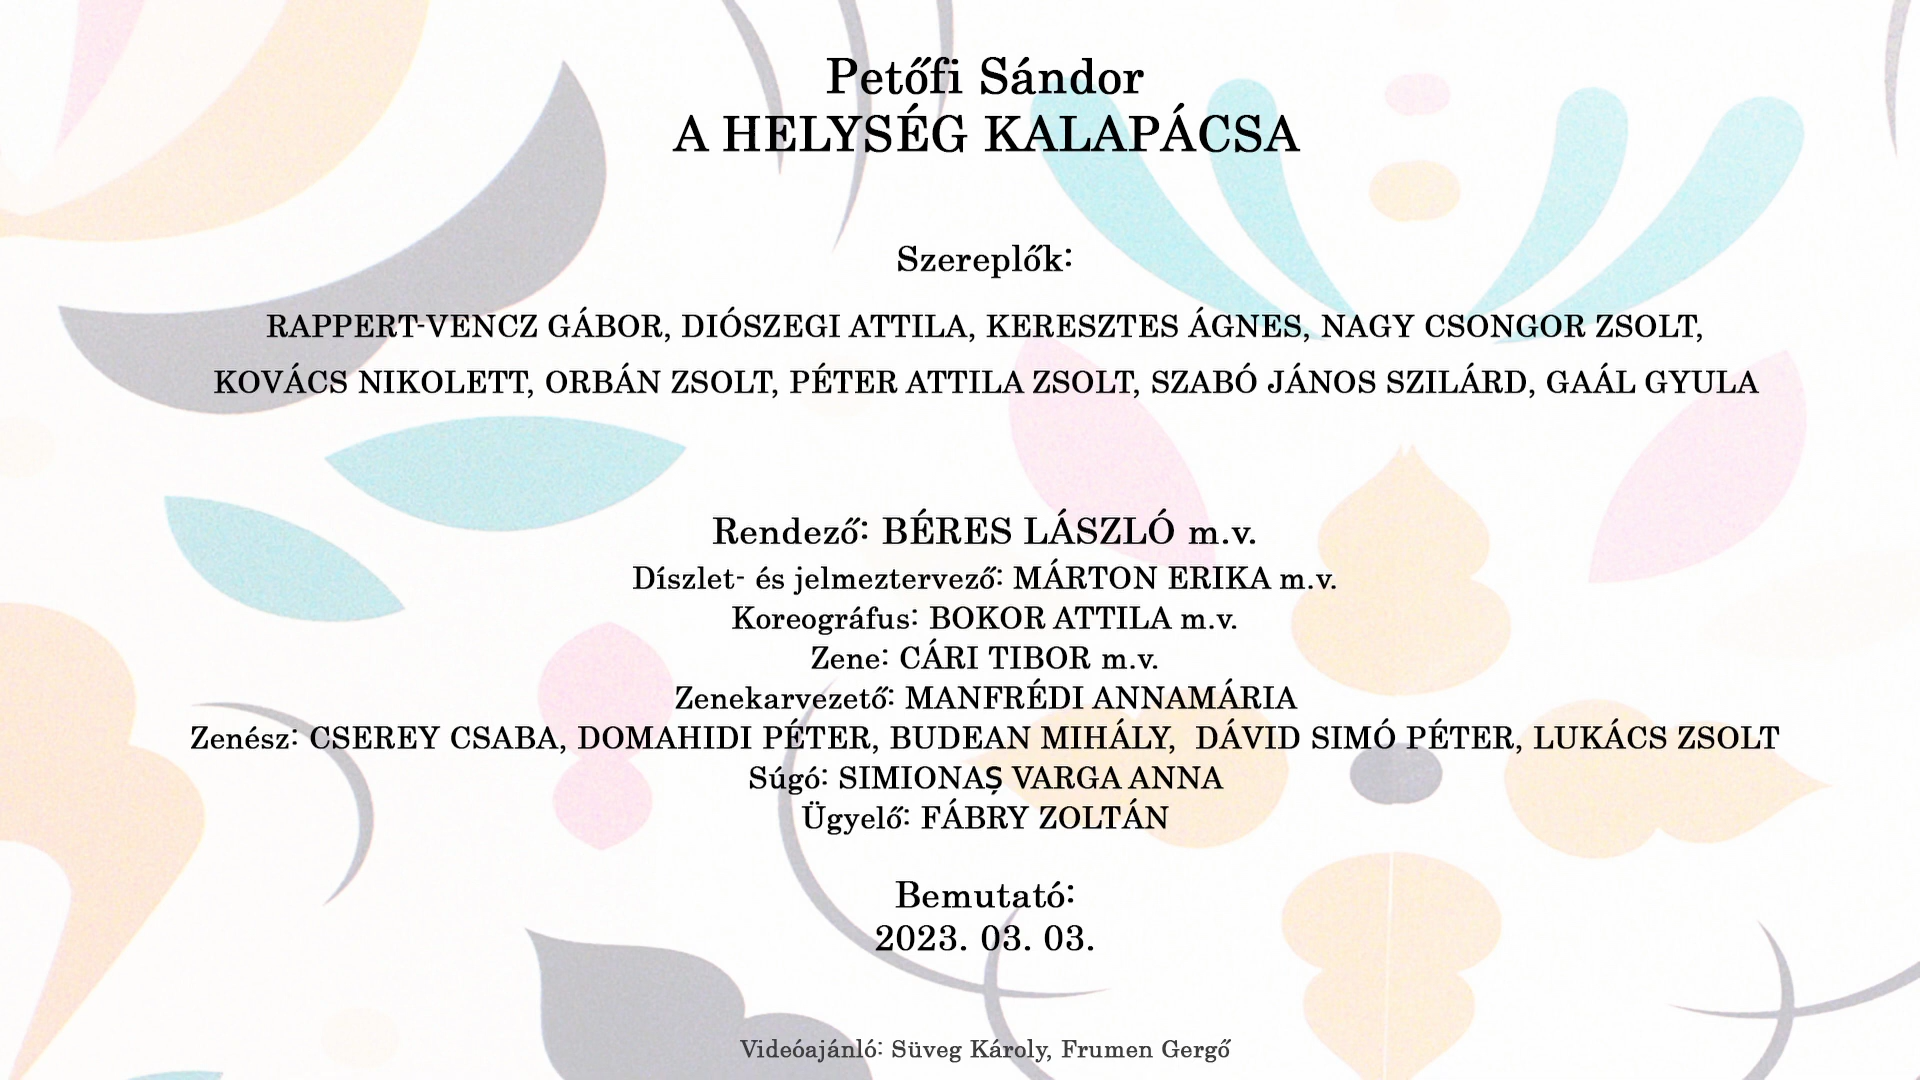 Petőfi Sándor
A HELYSÉG KALAPÁCSA
Szereplők:
RAPPERT-VENCZ GÁBOR, DIÓSZEGI ATTILA, KERESZTES ÁGNES, NAGY CSONGOR ZSOLT,
KOVÁCS NIKOLETT, ORBÁN ZSOLT, PÉTER ATTILA ZSOLT, SZABÓ JÁNOS SZILÁRD, GAÁL GYULA
Rendező: BÉRES LÁSZLÓ m.v.
Díszlet- és jelmeztervező: MÁRTON ERIKA m.v.
Koreográfus: BOKOR ATTILA m.v.
Zene: CÁRI TIBOR m.v.
Zenekarvezető: MANFRÉDI ANNAMÁRIA
Zenész: CSEREY CSABA, DOMAHIDI PÉTER, BUDEAN MIHÁLY, DÁVID SIMÓ PÉTER, LUKÁCS ZSOLT
Súgó: SIMIONAȘ VARGA ANNA
Ügyelő: FÁBRY ZOLTÁN
Bemutató:
2023. 03. 03.
Videóajánló: Süveg Károly, Frumen Gergő